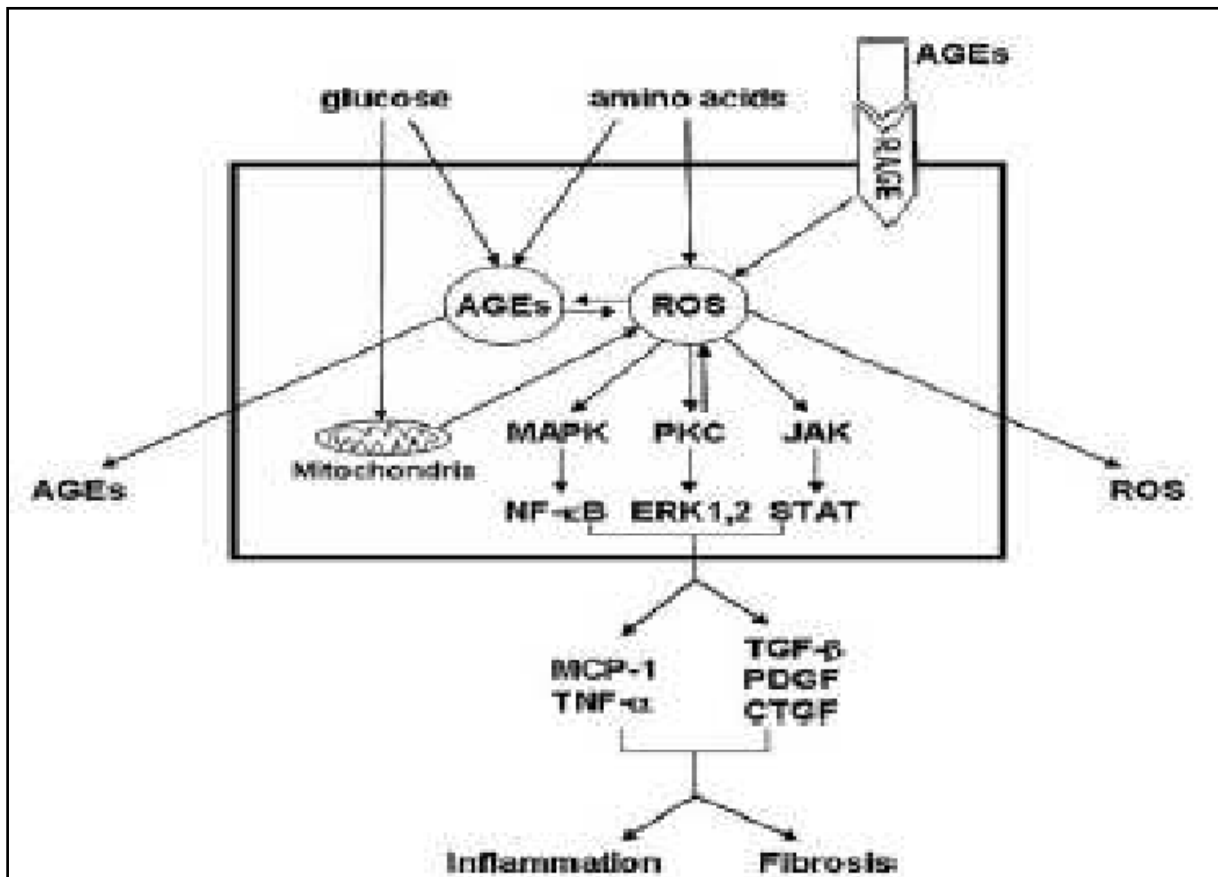 AGEs
glucose amino acids
RAGE
AGEs ROS
MAPK PKC JAK
Mitochondris
AGEs ROS
NF-κB ERK1,2 STAT
MCP-1
TNF-α
TGF-β
PDGF
CTGF
Inflammation Fibrosis